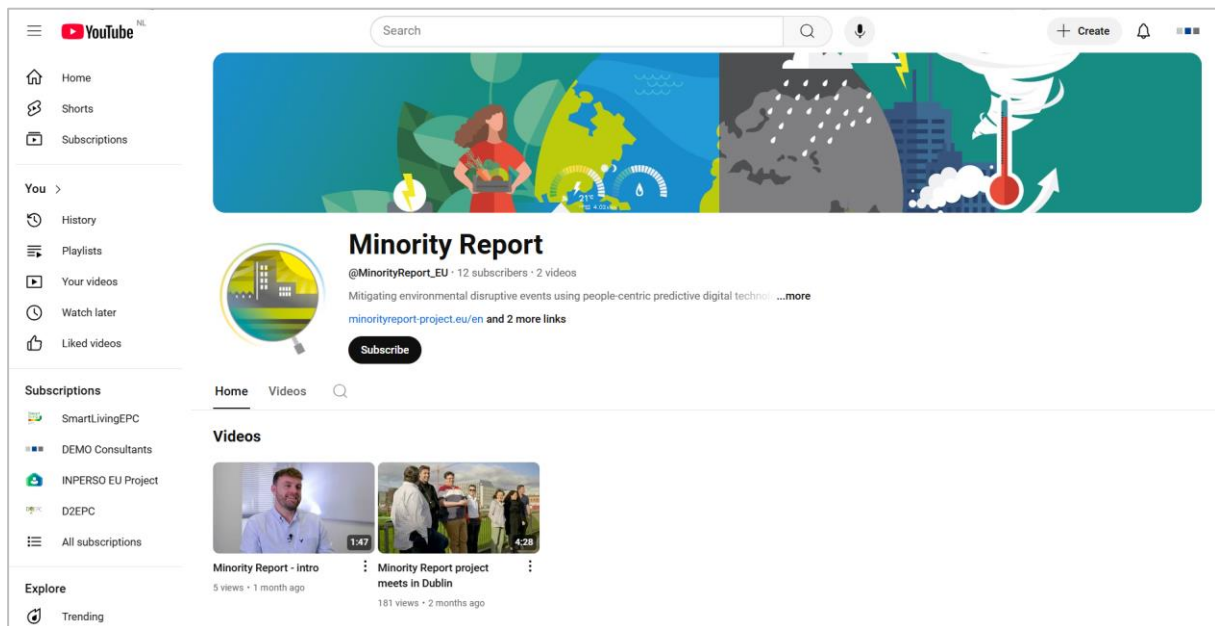 YouTube NL
Search
Create
Home
Shorts
Subscriptions
You
History
Playlists
Your videos
Watch later
Liked videos
Subscriptions
SmartLivingEPC
DEMO Consultants
INPERSO EU Project
D2EPC
All subscriptions
Explore
Trending
21°C
Minority Report
@MinorityReport_EU · 12 subscribers · 2 videos
Mitigating environmental disruptive events using people-centric predictive digital ...more
minorityreport-project.eu/en and 2 more links
Subscribe
Home Videos
Videos
1:47
Minority Report - intro
5 views • 1 month ago
4:28
Minority Report project
meets in Dublin
181 views • 2 months ago